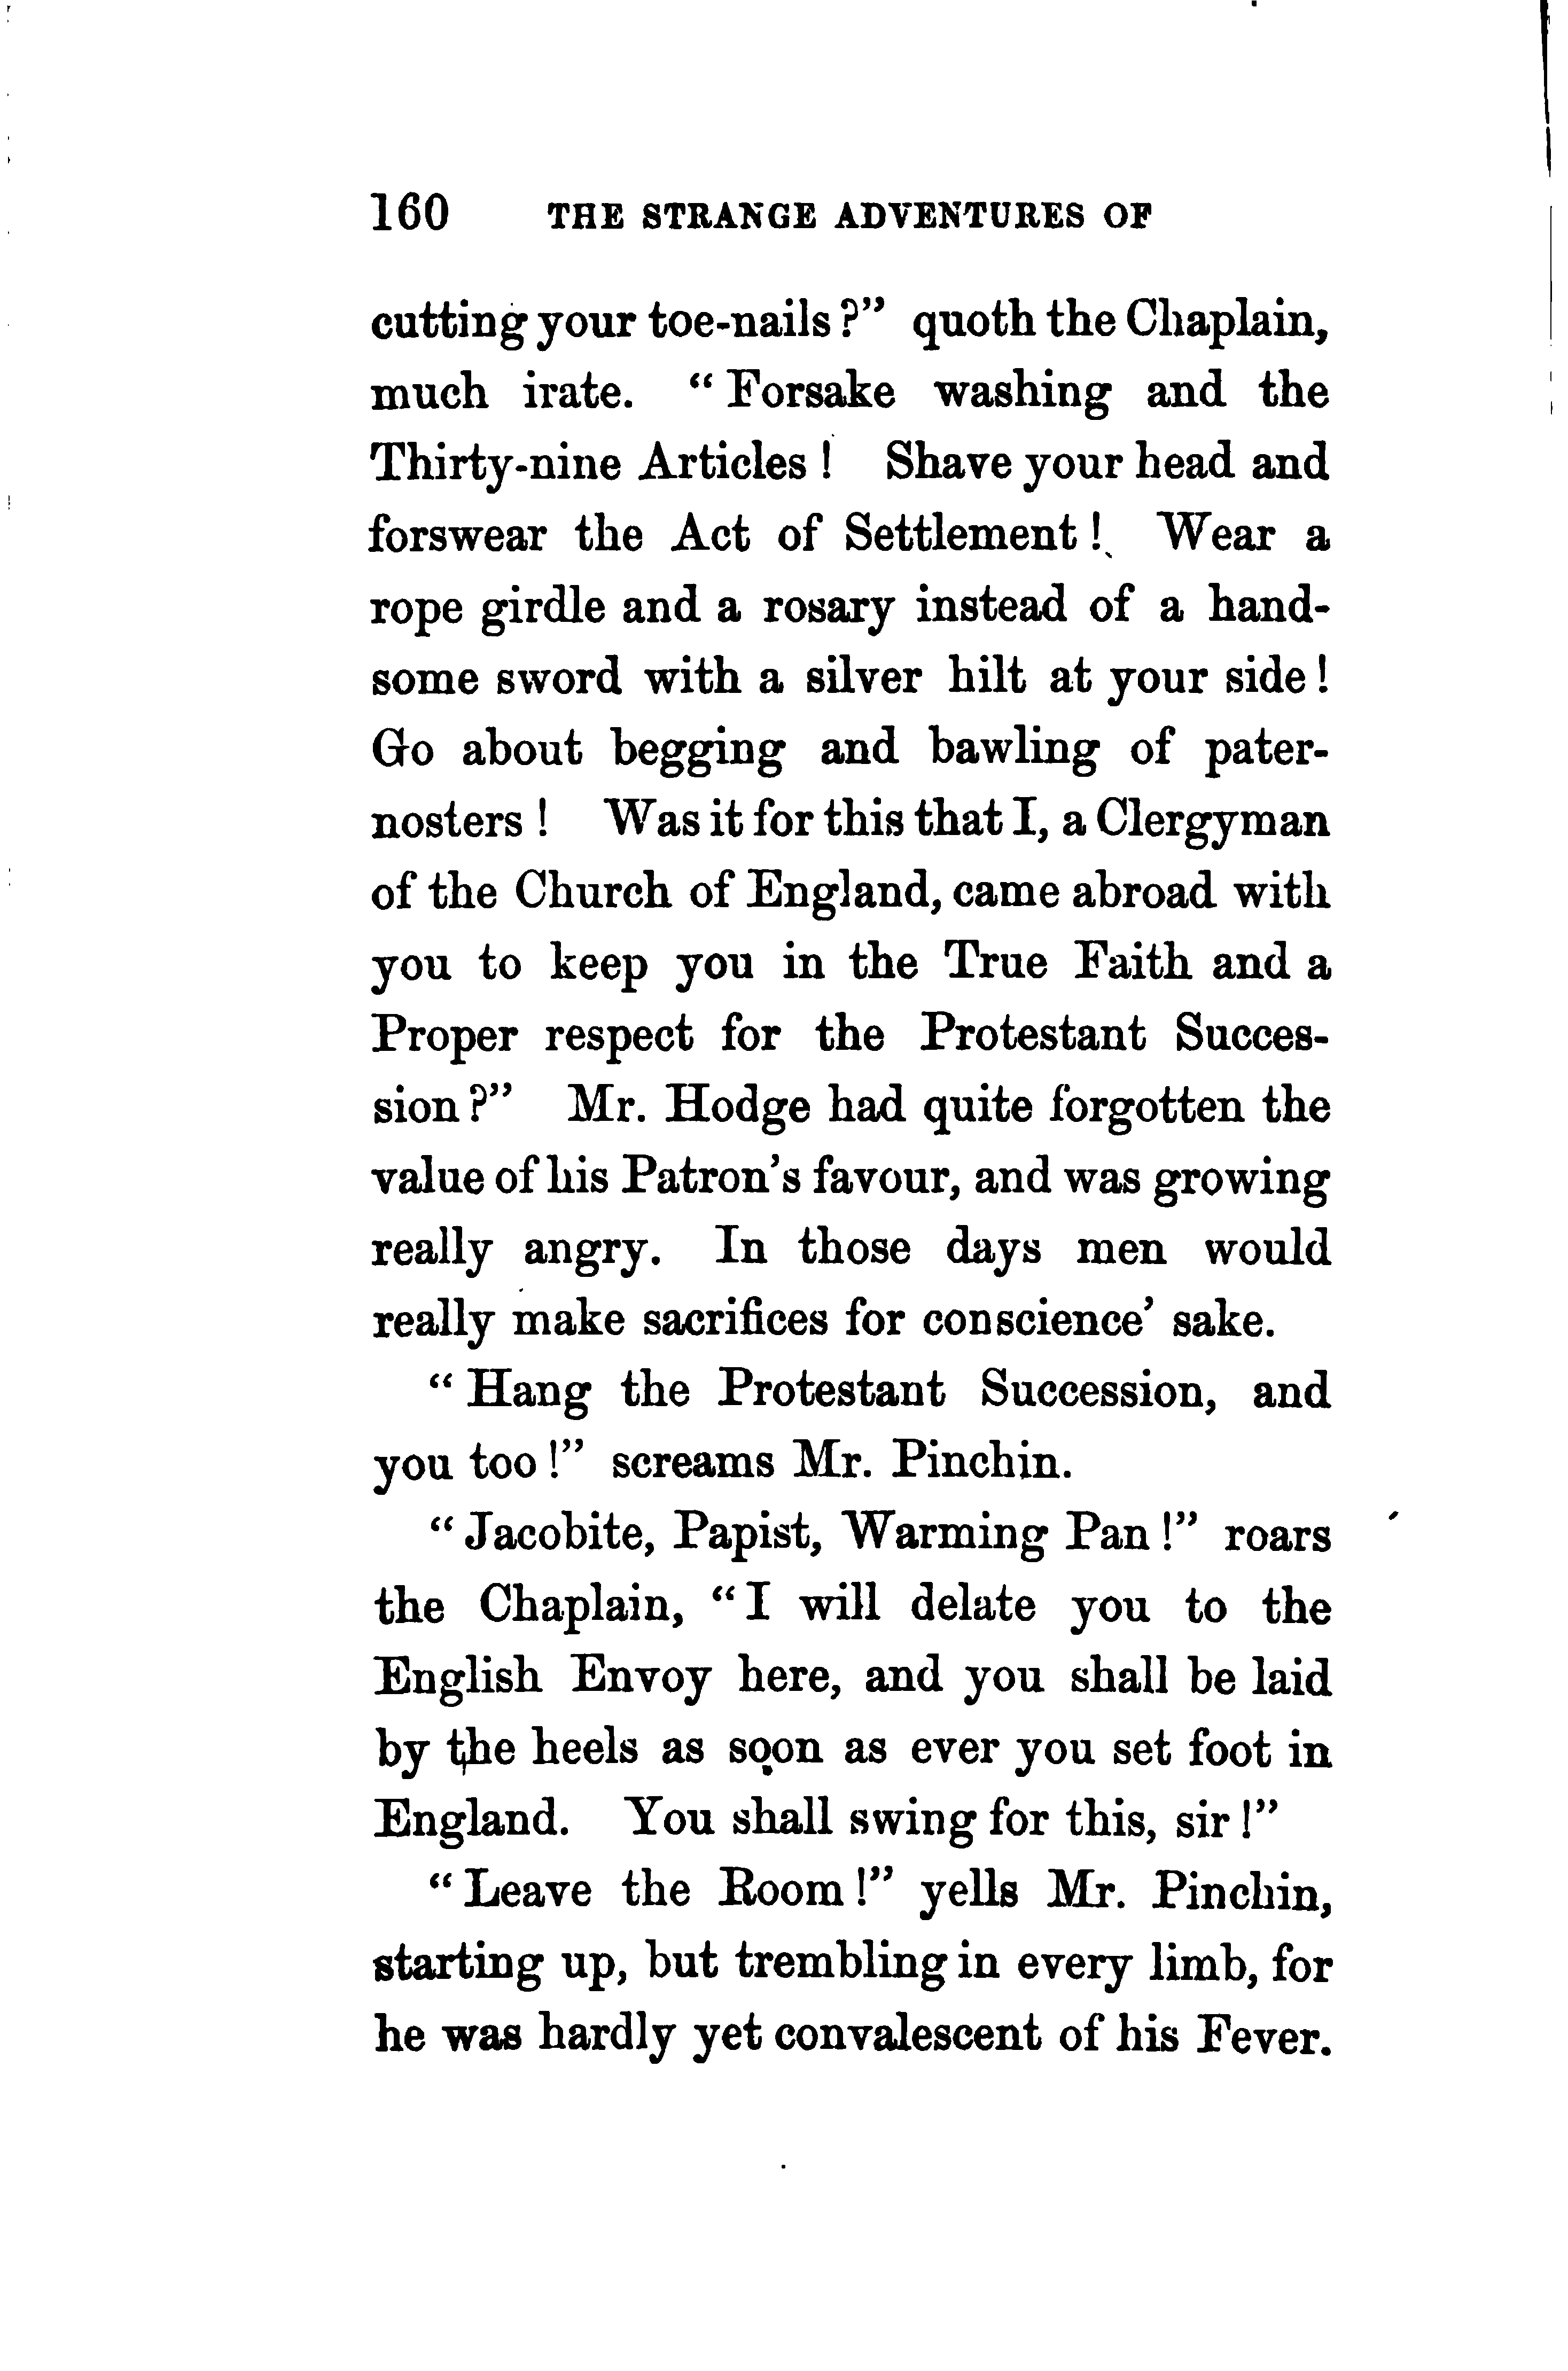 160 THE STRANGE ADVENTURES OF
cutting your toe-nails?" quoth the Chaplain,
much irate. "Forsake washing and the
Thirty-nine Articles! Shave your head and
forswear the Act of Settlement! Wear a
rope girdle and a rosary instead of a hand-
some sword with a silver hilt at your side!
Go about begging and bawling of pater-
nosters! Was it for this that I, a Clergyman
of the Church of England, came abroad with
you to keep you in the True Faith and a
Proper respect for the Protestant Succes-
sion?" Mr. Hodge had quite forgotten the
value of his Patron's favour, and was growing
really angry. In those days men would
really make sacrifices for conscience' sake.
"Hang the Protestant Succession, and
you too!" screams Mr. Pinchin.
"Jacobite, Papist, Warming Pan!" roars
the Chaplain, "I will delate you to the
English Envoy here, and you shall be laid
by the heels as soon as ever you set foot in
England. You shall swing for this, sir!"
"Leave the Room!" yells Mr. Pinchin,
starting up, but trembling in every limb, for
he was hardly yet convalescent of his Fever.